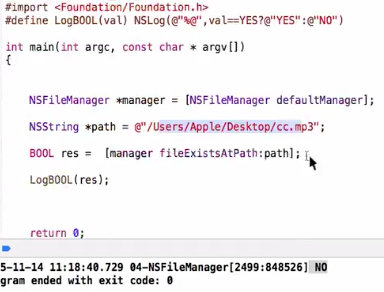 #import <Foundation/Foundation.h>
#define LogBOOL(val) NSLog(@"%@",val==YES?@"YES":@"NO")
int main(int argc, const char * argv[])
{
NSFileManager *manager = [NSFileManager defaultManager];
NSString *path = @"/Users/Apple/Desktop/cc.mp3";
BOOL res =  [manager fileExistsAtPath:path];
LogBOOL(res);
return 0;
5-11-14 11:18:40.729 04-NSFileManager[2499:848526] NO
gram ended with exit code: 0